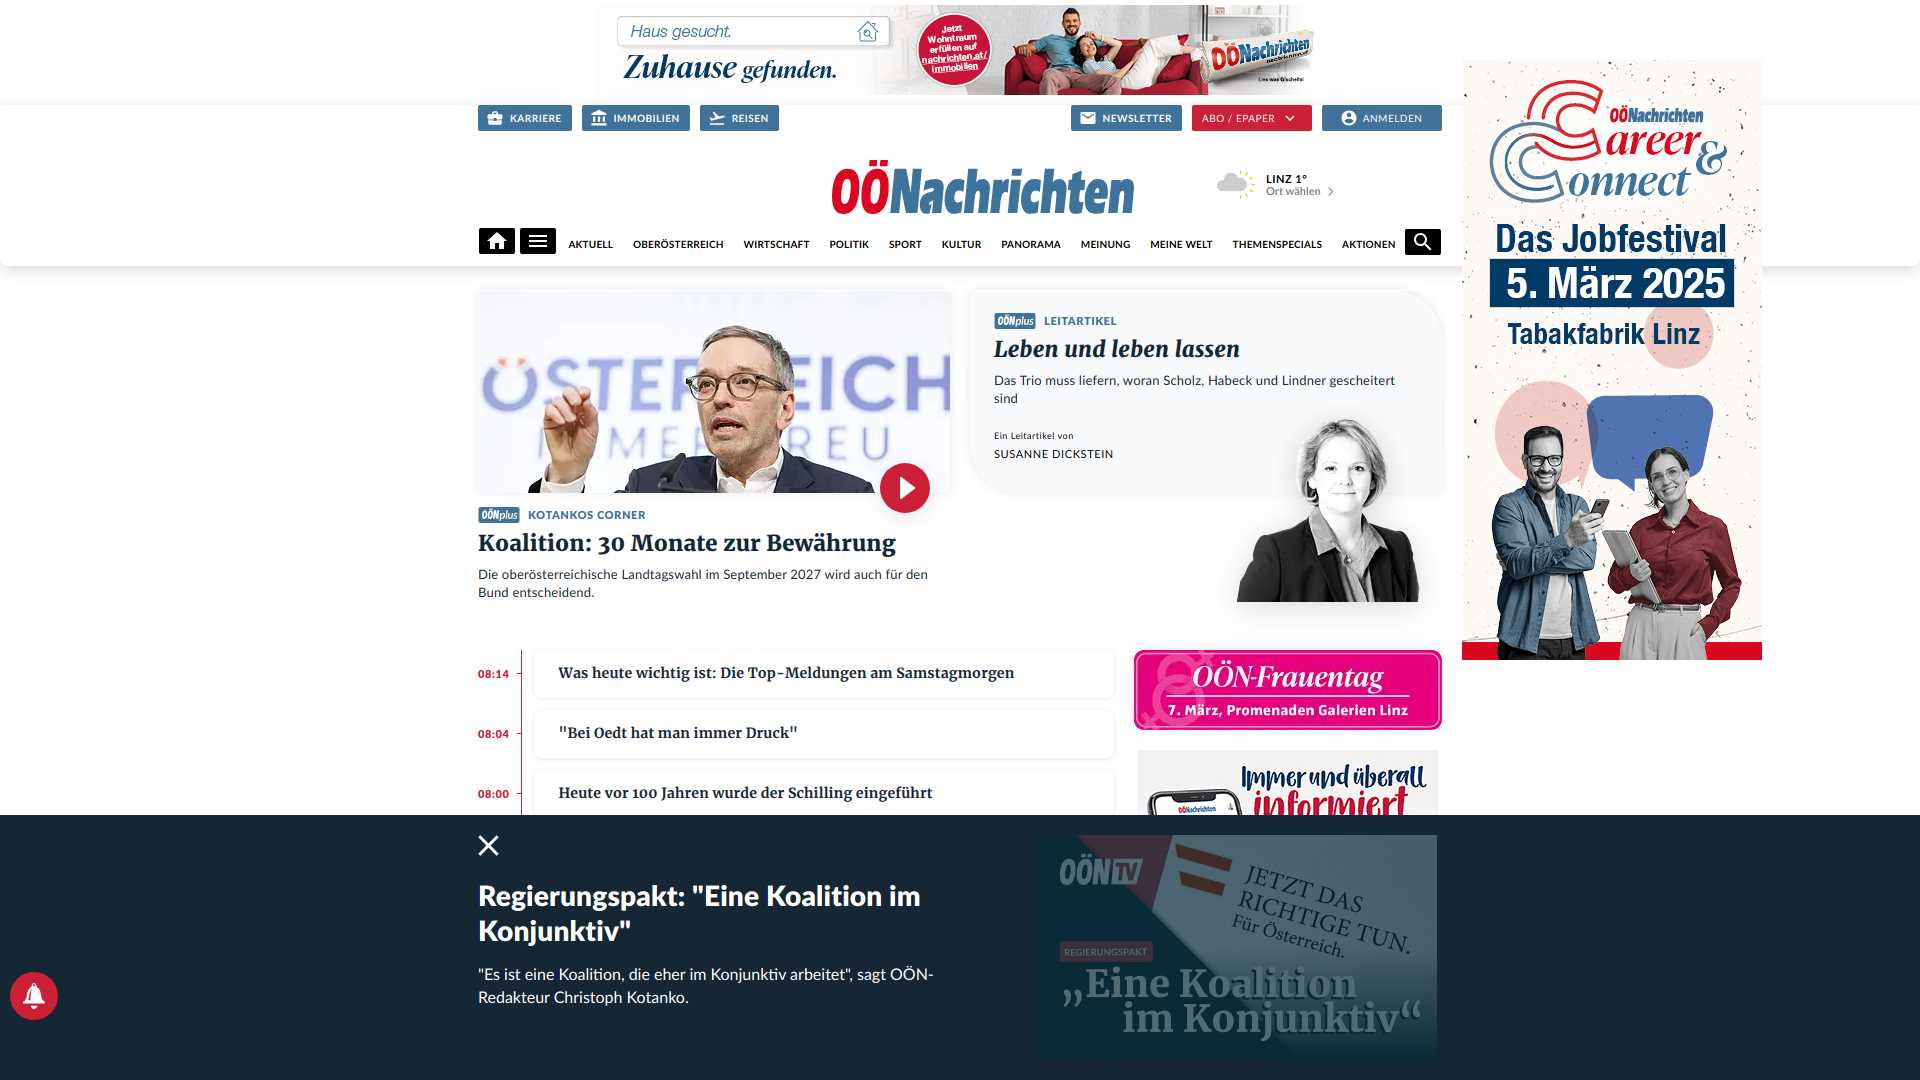 Haus gesucht.
Zuhause gefunden.
Jetzt
Wohntraum
erfüllen auf
nachrichten.at/
immobilien
OÖNachrichten
Lies was G'scheits!
KARRIERE
IMMOBILIEN
REISEN
NEWSLETTER
ABO / EPAPER
ANMELDEN
OÖNachrichten
LINZ 1°
Ort wählen
AKTUELL
OBERÖSTERREICH
WIRTSCHAFT
POLITIK
SPORT
KULTUR
PANORAMA
MEINUNG
MEINE WELT
THEMENSPECIALS
AKTIONEN
OÖNachrichten
Career &
Connect
Das Jobfestival
5. März 2025
Tabakfabrik Linz
ÖSTERREICH
IMMER TREU
OÖNplus KOTANKOS CORNER
Koalition: 30 Monate zur Bewährung
Die oberösterreichische Landtagswahl im September 2027 wird auch für den
Bund entscheidend.
OÖNplus LEITARTIKEL
Leben und leben lassen
Das Trio muss liefern, woran Scholz, Habeck und Lindner gescheitert
sind
Ein Leitartikel von
SUSANNE DICKSTEIN
08:14 Was heute wichtig ist: Die Top-Meldungen am Samstagmorgen
08:04 "Bei Oedt hat man immer Druck"
08:00 Heute vor 100 Jahren wurde der Schilling eingeführt
OÖN-Frauentag
7. März, Promenaden Galerien Linz
Immer und überall
informiert
OÖNachrichten
Regierungspakt: "Eine Koalition im
Konjunktiv"
"Es ist eine Koalition, die eher im Konjunktiv arbeitet", sagt OÖN-
Redakteur Christoph Kotanko.
OÖN TV
JETZT DAS
RICHTIGE TUN.
Für Österreich.
REGIERUNGSPAKT
„Eine Koalition
im Konjunktiv“